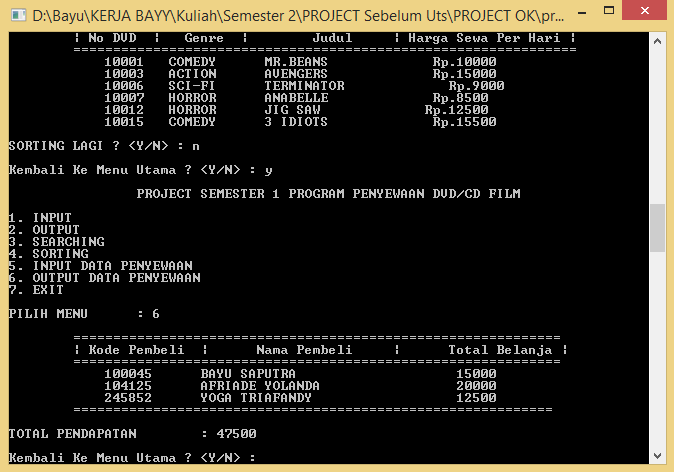 D:\Bayu\KERJA BAYY\Kuliah\Semester 2\PROJECT Sebelum Uts\PROJECT OK\pr...
¦ No DVD ¦ Genre ¦ Judul ¦ Harga Sewa Per Hari ¦
===============================================================
10001 COMEDY MR.BEANS Rp.10000
10003 ACTION AVENGERS Rp.15000
10006 SCI-FI TERMINATOR Rp.9000
10007 HORROR ANABELLE Rp.8500
10012 HORROR JIG SAW Rp.12500
10015 COMEDY 3 IDIOTS Rp.15500
SORTING LAGI ? <Y/N> : n
Kembali Ke Menu Utama ? <Y/N> : y
PROJECT SEMESTER 1 PROGRAM PENYEWAAN DVD/CD FILM
1. INPUT
2. OUTPUT
3. SEARCHING
4. SORTING
5. INPUT DATA PENYEWAAN
6. OUTPUT DATA PENYEWAAN
7. EXIT
PILIH MENU : 6
=============================================================
¦ Kode Pembeli ¦ Nama Pembeli ¦ Total Belanja ¦
=============================================================
100045 BAYU SAPUTRA 15000
104125 AFRIADE YOLANDA 20000
245852 YOGA TRIAFANDY 12500
============================================================
TOTAL PENDAPATAN : 47500
Kembali Ke Menu Utama ? <Y/N> :